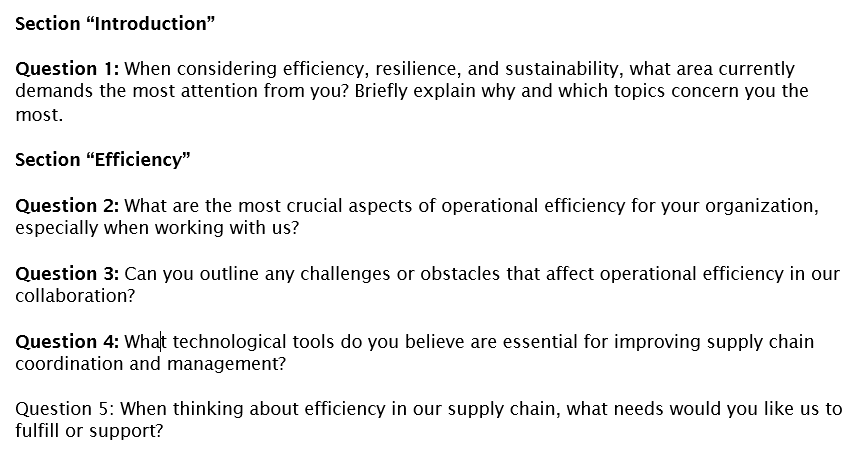 Section “Introduction”
Question 1: When considering efficiency, resilience, and sustainability, what area currently
demands the most attention from you? Briefly explain why and which topics concern you the
most.
Section “Efficiency”
Question 2: What are the most crucial aspects of operational efficiency for your organization,
especially when working with us?
Question 3: Can you outline any challenges or obstacles that affect operational efficiency in our
collaboration?
Question 4: What technological tools do you believe are essential for improving supply chain
coordination and management?
Question 5: When thinking about efficiency in our supply chain, what needs would you like us to
fulfill or support?